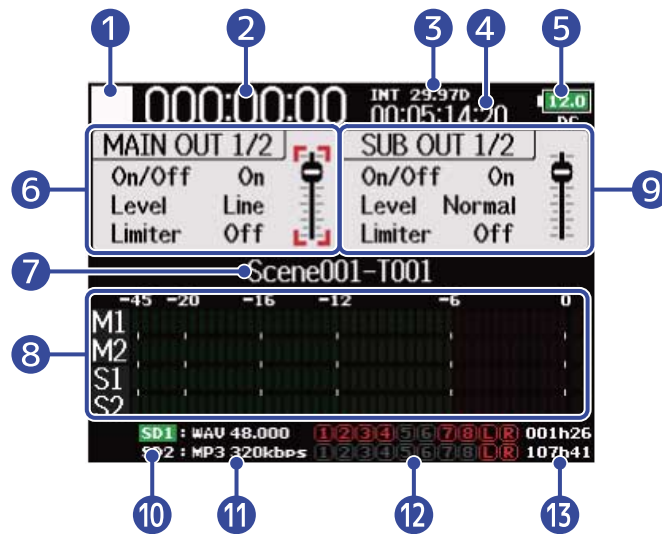 1 2 3 4 5
000:00:00 INT 29.97D 12.0
00:05:14:20 DC
6 MAIN OUT 1/2 SUB OUT 1/2 9
On/Off On On/Off On
Level Line Level Normal
Limiter Off Limiter Off
7 Scene001-T001
8 -45 -20 -16 -12 -6 0
M1
M2
S1
S2
SD1 : WAV 48.000 1 2 3 4 5 6 7 8 L R 001h26
SD2 : MP3 320kbps 1 2 3 4 5 6 7 8 L R 107h41
10 11 12 13